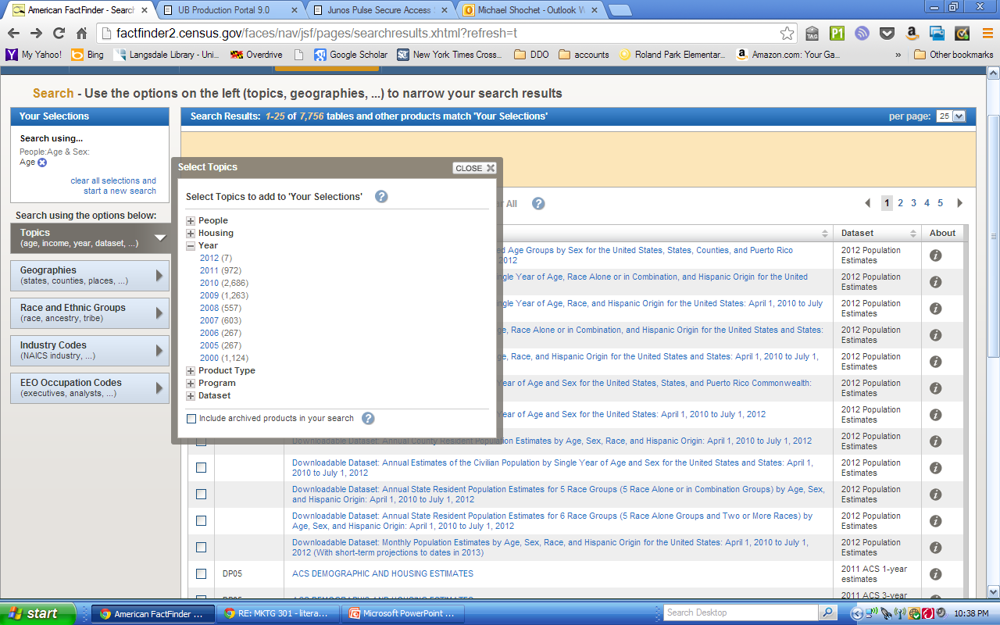 American FactFinder - Searc
UB Production Portal 9.0
Junos Pulse Secure Access
Michael Shochet - Outlook W
factfinder2.census.gov/faces/nav/jsf/pages/searchresults.xhtml?refresh=t
My Yahoo!
Bing
Langsdale Library - Uni...
Overdrive
Google Scholar
New York Times Cross...
DDO
accounts
Roland Park Elementar...
Amazon.com: Your Ga...
»
Other bookmarks
Search - Use the options on the left (topics, geographies, ...) to narrow your search results
Your Selections
Search using...
People:Age & Sex:
Age
clear all selections and
start a new search
Search using the options below:
Topics
(age, income, year, dataset, ...)
Geographies
(states, counties, places, ...)
Race and Ethnic Groups
(race, ancestry, tribe)
Industry Codes
(NAICS industry, ...)
EEO Occupation Codes
(executives, analysts, ...)
Search Results: 1-25 of 7,756 tables and other products match 'Your Selections'
per page: 25
Select Topics
CLOSE X
Select Topics to add to 'Your Selections' ?
People
Housing
Year
2012 (7)
2011 (972)
2010 (2,686)
2009 (1,263)
2008 (557)
2007 (603)
2006 (267)
2005 (267)
2000 (1,124)
Product Type
Program
Dataset
Include archived products in your search ?
All ?
1 2 3 4 5
Dataset
About
Age Groups by Sex for the United States, States, Counties, and Puerto Rico
2012
2012 Population
Estimates
ngle Year of Age, Race Alone or in Combination, and Hispanic Origin for the United
2012 Population
Estimates
ngle Year of Age, Race, and Hispanic Origin for the United States: April 1, 2010 to July
2012 Population
Estimates
e, Race Alone or in Combination, and Hispanic Origin for the United States and States:
2012 Population
Estimates
e, Race, and Hispanic Origin for the United States and States: April 1, 2010 to July 1,
2012 Population
Estimates
Year of Age and Sex for the United States, States, and Puerto Rico Commonwealth:
2012 Population
Estimates
Year of Age and Sex for the United States: April 1, 2010 to July 1, 2012
2012 Population
Estimates
Downloadable Dataset: Annual County Resident Population Estimates by Age, Sex, Race, and Hispanic Origin: April 1, 2010 to July 1, 2012
2012 Population
Estimates
Downloadable Dataset: Annual Estimates of the Civilian Population by Single Year of Age and Sex for the United States and States: April 1,
2010 to July 1, 2012
2012 Population
Estimates
Downloadable Dataset: Annual State Resident Population Estimates for 5 Race Groups (5 Race Alone or in Combination Groups) by Age, Sex,
and Hispanic Origin: April 1, 2010 to July 1, 2012
2012 Population
Estimates
Downloadable Dataset: Annual State Resident Population Estimates for 6 Race Groups (5 Race Alone Groups and Two or More Races) by
Age, Sex, and Hispanic Origin: April 1, 2010 to July 1, 2012
2012 Population
Estimates
Downloadable Dataset: Monthly Population Estimates by Age, Sex, Race, and Hispanic Origin for the United States: April 1, 2010 to July 1,
2012 (With short-term projections to dates in 2013)
2012 Population
Estimates
DP05
ACS DEMOGRAPHIC AND HOUSING ESTIMATES
2011 ACS 1-year
estimates
2011 ACS 3-year
start
American FactFinder ...
RE: MKTG 301 - litera...
Microsoft PowerPoint ...
Search Desktop
10:38 PM